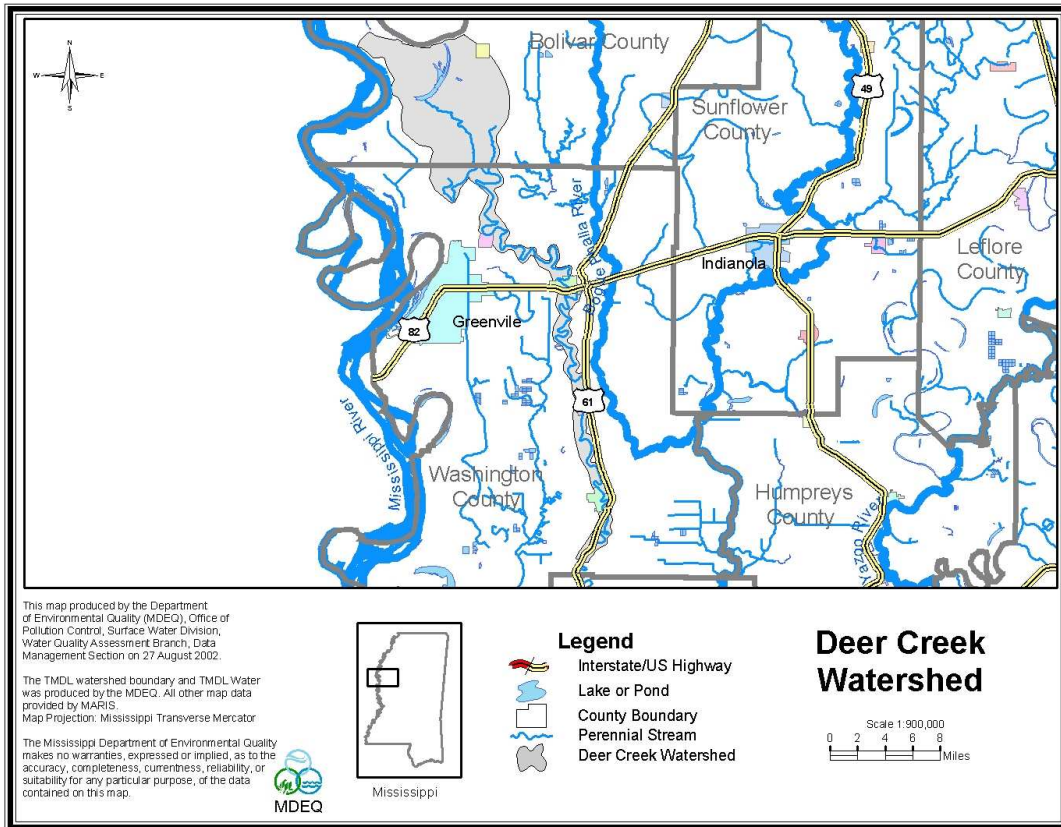 N
W E
S
Bolivar County
49
Sunflower
County
Bogue Phalia River
Leflore
County
Indianola
Greenvile
82
61
Mississippi River
Washington
County
Humpreys
County
Yazoo River
This map produced by the Department
of Environmental Quality (MDEQ), Office of
Pollution Control, Surface Water Division,
Water Quality Assessment Branch, Data
Management Section on 27 August 2002.
The TMDL watershed boundary and TMDL Water
was produced by the MDEQ. All other map data
provided by MARIS.
Map Projection: Mississippi Transverse Mercator
The Mississippi Department of Environmental Quality
makes no warranties, expressed or implied, as to the
accuracy, completeness, currentness, reliability, or
suitability for any particular purpose, of the data
contained on this map.
MDEQ
Mississippi
Legend
Interstate/US Highway
Lake or Pond
County Boundary
Perennial Stream
Deer Creek Watershed
Deer Creek
Watershed
Scale 1:900,000
0 2 4 6 8
Miles